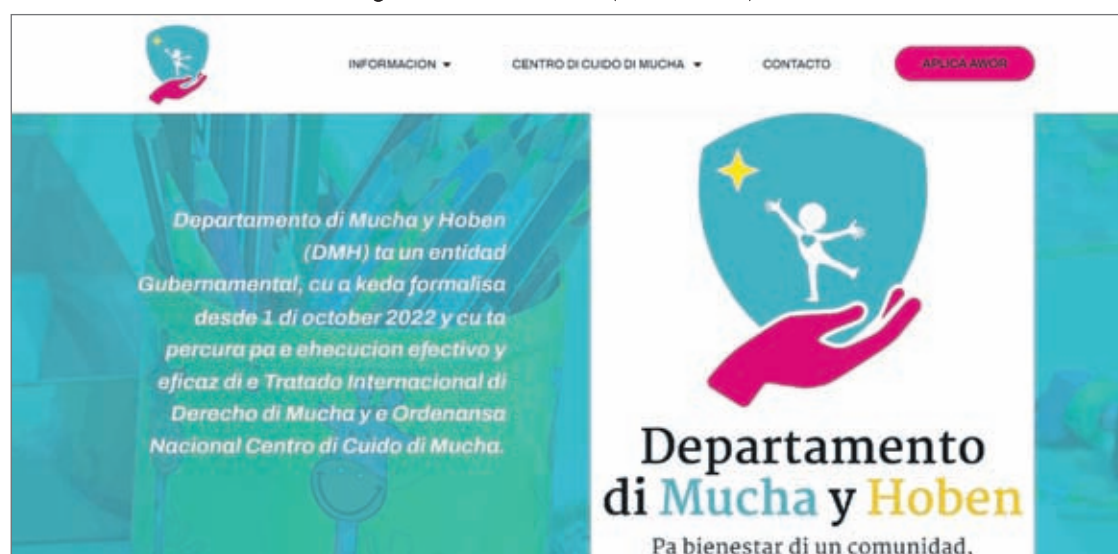 INFORMACION
CENTRO DI CUIDO DI MUCHA
CONTACTO
APLICA AWOR
Departamento di Mucha y Hoben
(DMH) ta un entidad
Gubernamental, cu a keda formalisa
desde 1 di october 2022 y cu ta
percura pa e ehecucion efectivo y
eficaz di e Tratado Internacional di
Derecho di Mucha y e Ordenansa
Nacional Centro di Cuido di Mucha.
Departamento
di Mucha y Hoben
Pa bienestar di un comunidad,